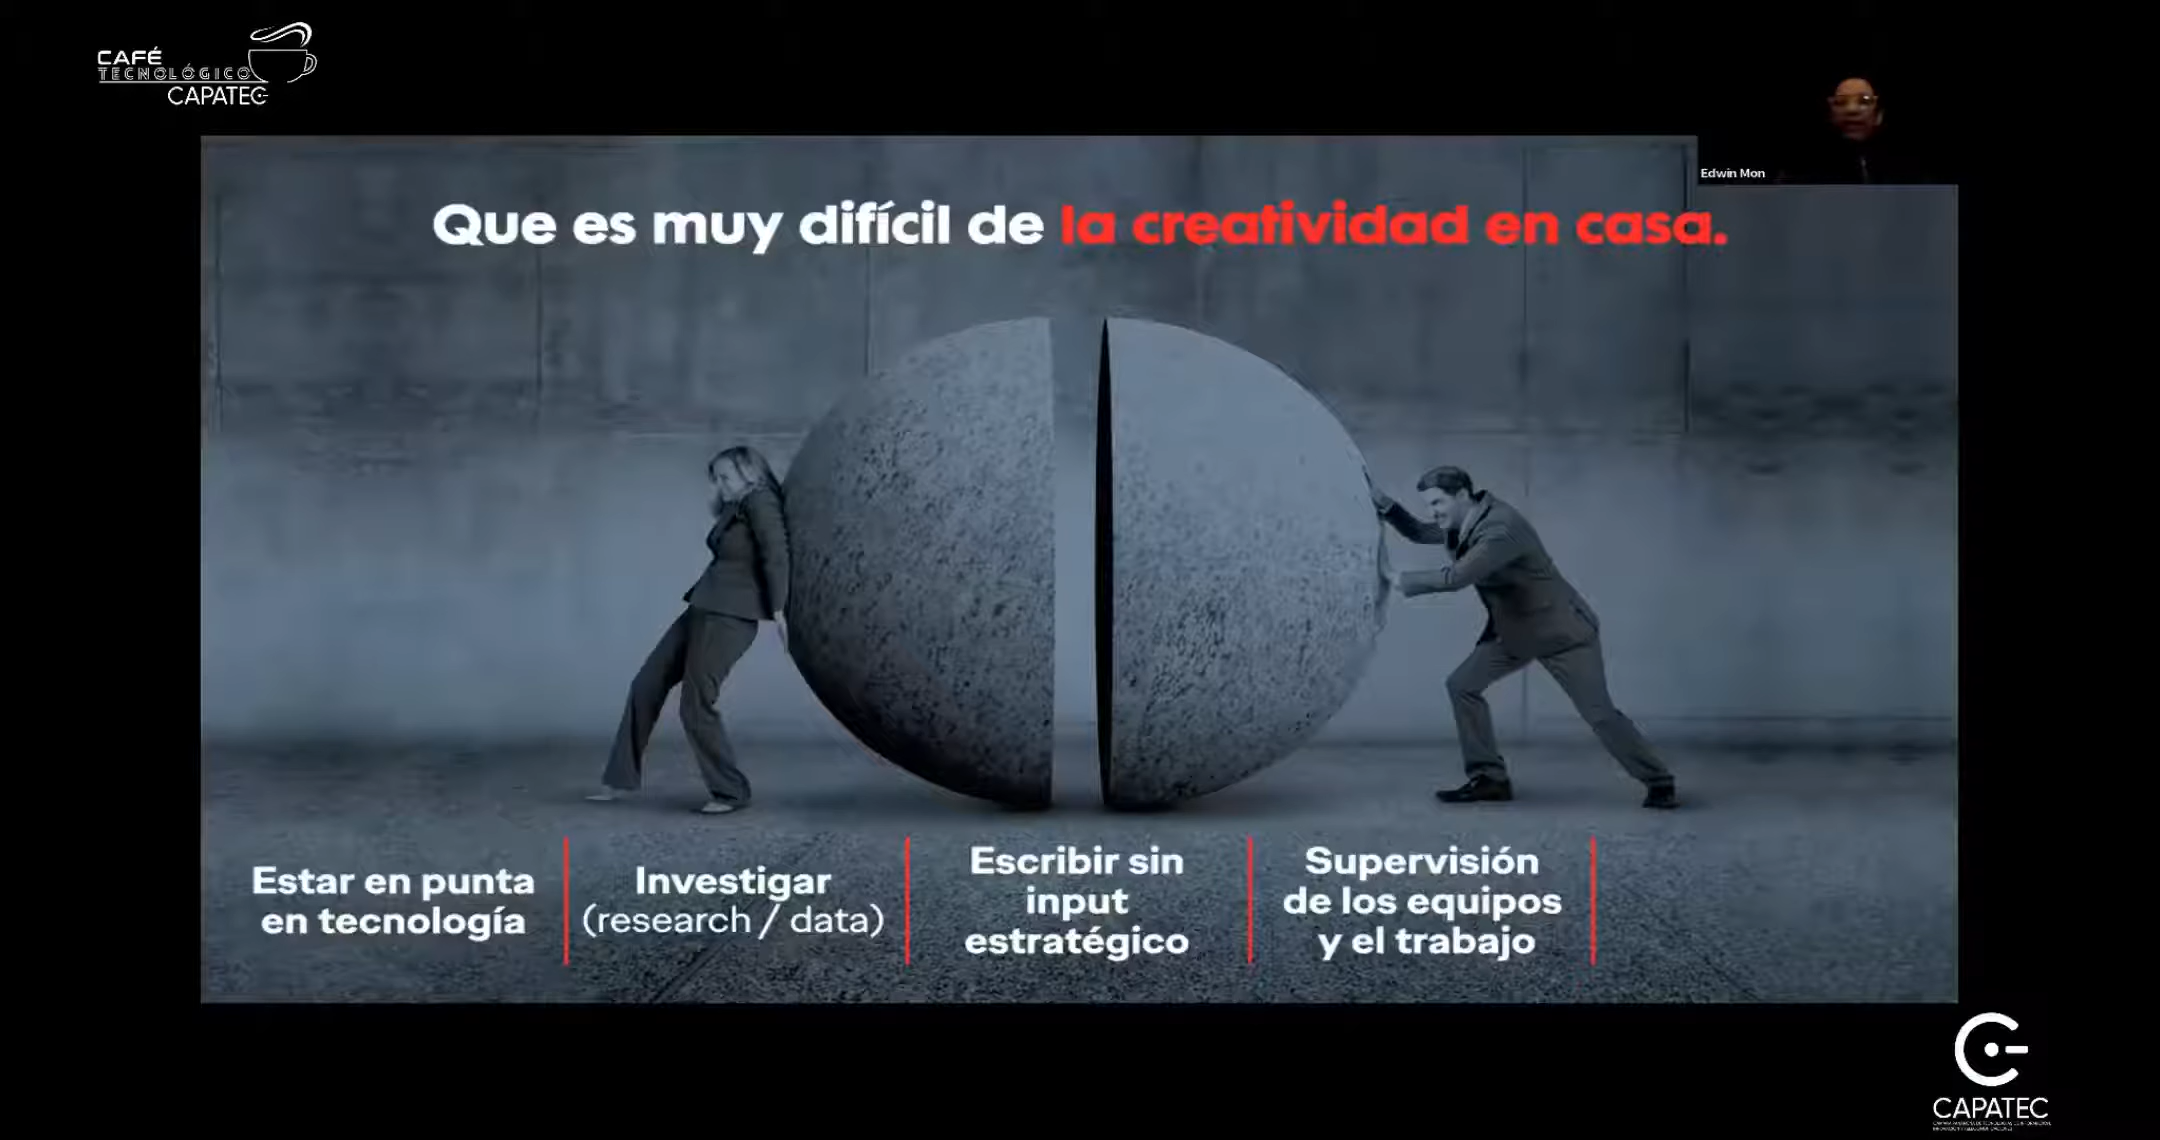 CAFÉ
TECNOLÓGICO
CAPATEC
Edwin Mon
Que es muy difícil de la creatividad en casa.
Estar en punta
en tecnología
Investigar
(research / data)
Escribir sin
input
estratégico
Supervisión
de los equipos
y el trabajo
CAPATEC